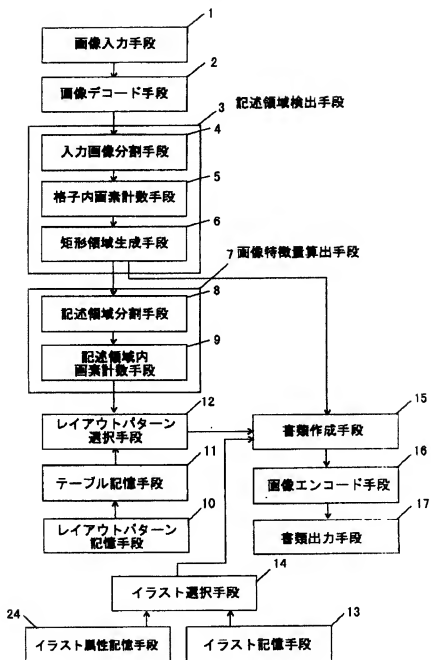 1
画像入力手段
2
画像デコード手段
3 記述領域検出手段
4
入力画像分割手段
5
格子内画素計数手段
6
矩形領域生成手段
7 画像特徴量算出手段
8
記述領域分割手段
9
記述領域内
画素計数手段
12
レイアウトパターン
選択手段
11
テーブル記憶手段
10
レイアウトパターン
記憶手段
15
書類作成手段
16
画像エンコード手段
17
書類出力手段
14
イラスト選択手段
24
イラスト属性記憶手段
13
イラスト記憶手段